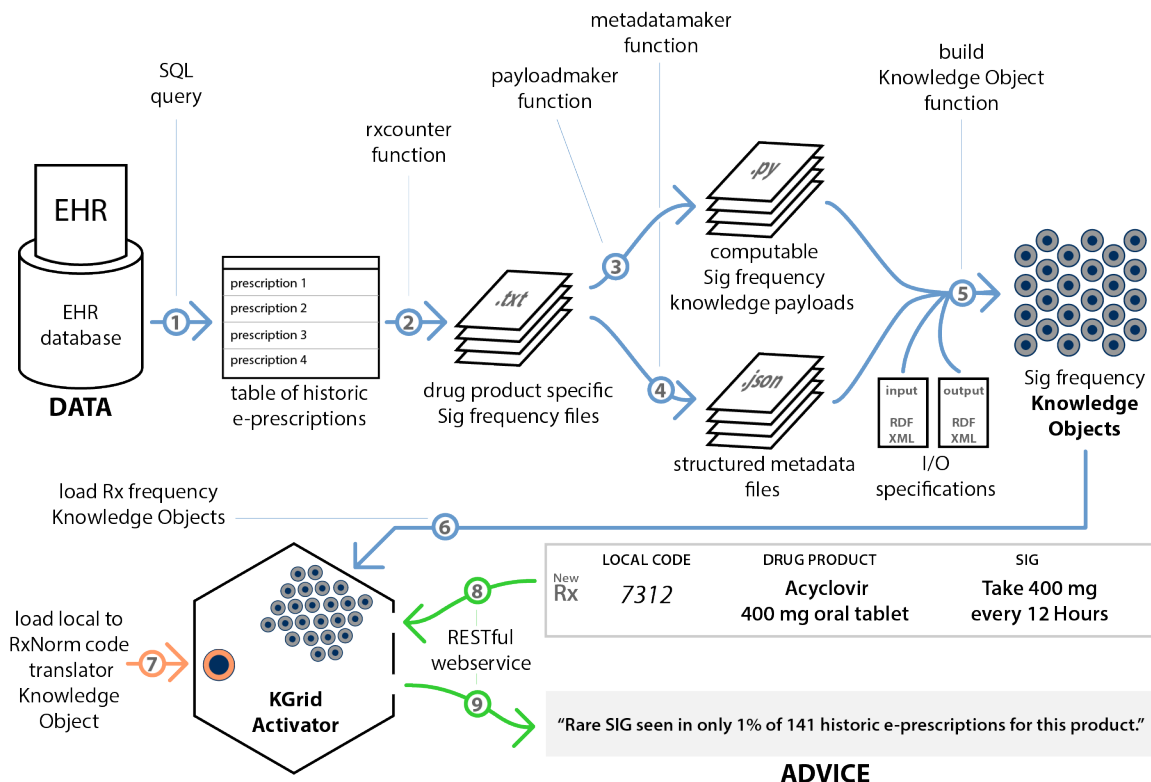 metadatamaker
function
SQL
query
payloadmaker
function
build
Knowledge Object
function
rxcounter
function
EHR
EHR
database
DATA
1
prescription 1
prescription 2
prescription 3
prescription 4
table of historic
e-prescriptions
2
.txt
drug product specific
Sig frequency files
3
.py
computable
Sig frequency
knowledge payloads
4
.json
structured metadata
files
5
input
RDF
XML
output
RDF
XML
I/O
specifications
Sig frequency
Knowledge
Objects
load Rx frequency
Knowledge Objects
6
load local to
RxNorm code
translator
Knowledge
Object
7
KGrid
Activator
8
RESTful
webservice
9
New
Rx
LOCAL CODE
7312
DRUG PRODUCT
Acyclovir
400 mg oral tablet
SIG
Take 400 mg
every 12 Hours
“Rare SIG seen in only 1% of 141 historic e-prescriptions for this product.”
ADVICE